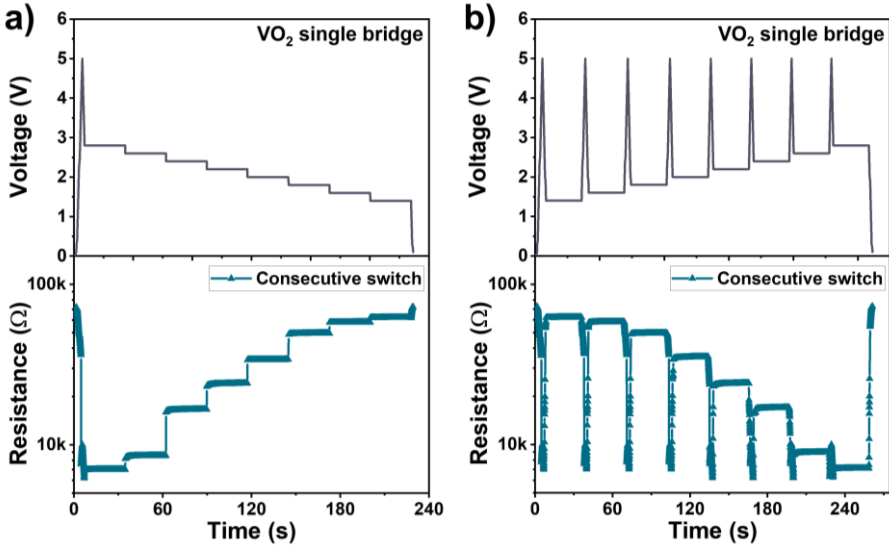 a)
VO₂ single bridge
Voltage (V)
6
5
4
3
2
1
0
Consecutive switch
Resistance (Ω)
100k
10k
0
60
120
180
240
Time (s)
b)
VO₂ single bridge
Voltage (V)
6
5
4
3
2
1
0
Consecutive switch
Resistance (Ω)
100k
10k
0
60
120
180
240
Time (s)